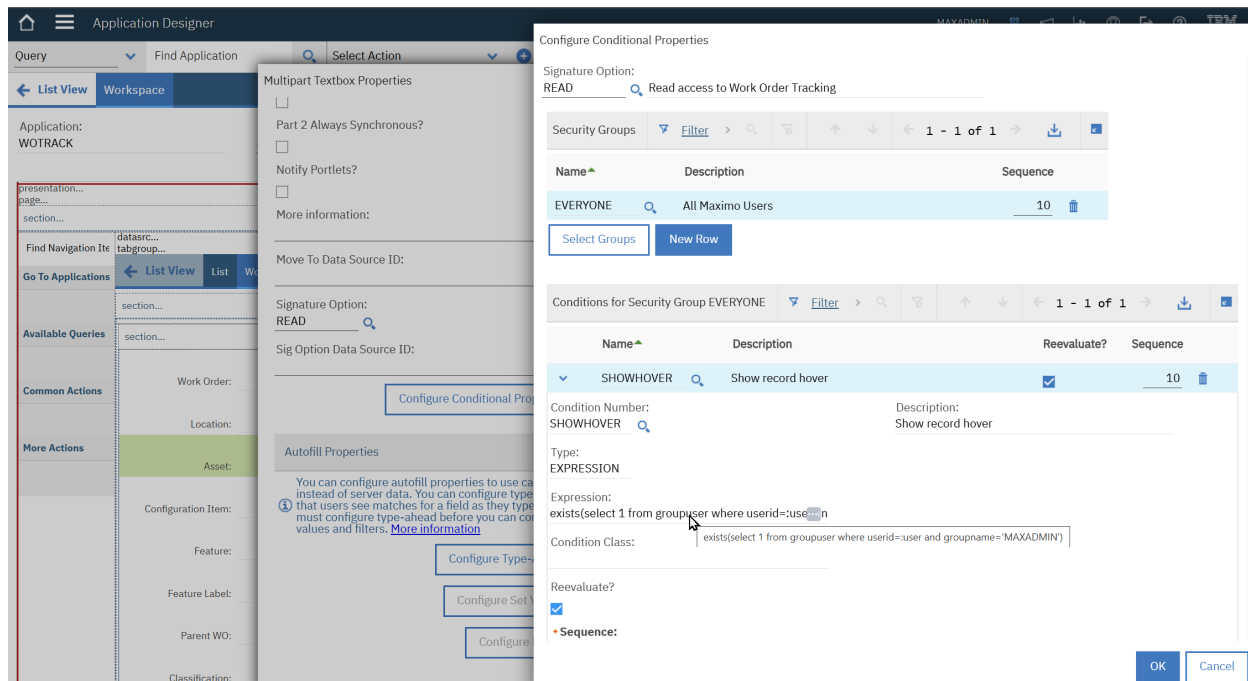 Application Designer
MAXADMIN
IBM
Query
Find Application
Select Action
List View
Workspace
Application:
WOTRACK
presentation...
page...
section...
Find Navigation Ite
datasrc...
tabgroup...
Go To Applications
List View
List
section...
Available Queries
section...
Work Order:
Common Actions
Location:
More Actions
Asset:
Configuration Item:
Feature:
Feature Label:
Parent WO:
Classification:
Multipart Textbox Properties
Part 2 Always Synchronous?
Notify Portlets?
More information:
Move To Data Source ID:
Signature Option:
READ
Sig Option Data Source ID:
Configure Conditional Pro
Autofill Properties
You can configure autofill properties to use ca
instead of server data. You can configure type
that users see matches for a field as they type
must configure type-ahead before you can co
values and filters. More information
Configure Type-
Configure Set
Configure
Configure Conditional Properties
Signature Option:
READ
Read access to Work Order Tracking
Security Groups
Filter
1 - 1 of 1
Name
Description
Sequence
EVERYONE
All Maximo Users
10
Select Groups
New Row
Conditions for Security Group EVERYONE
Filter
1 - 1 of 1
Name
Description
Reevaluate?
Sequence
SHOWHOVER
Show record hover
10
Condition Number:
SHOWHOVER
Description:
Show record hover
Type:
EXPRESSION
Expression:
exists(select 1 from groupuser where userid=:use...n
exists(select 1 from groupuser where userid=:user and groupname='MAXADMIN')
Condition Class:
Reevaluate?
Sequence:
OK
Cancel